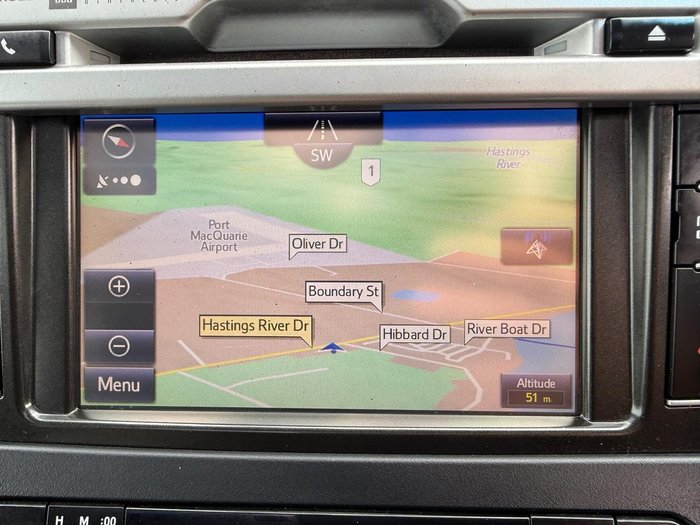 SW
1
Hastings
River
Port
MacQuarie
Airport
Oliver Dr
Boundary St
Hastings River Dr
Hibbard Dr
River Boat Dr
Menu
Altitude
51 m.
H M :00